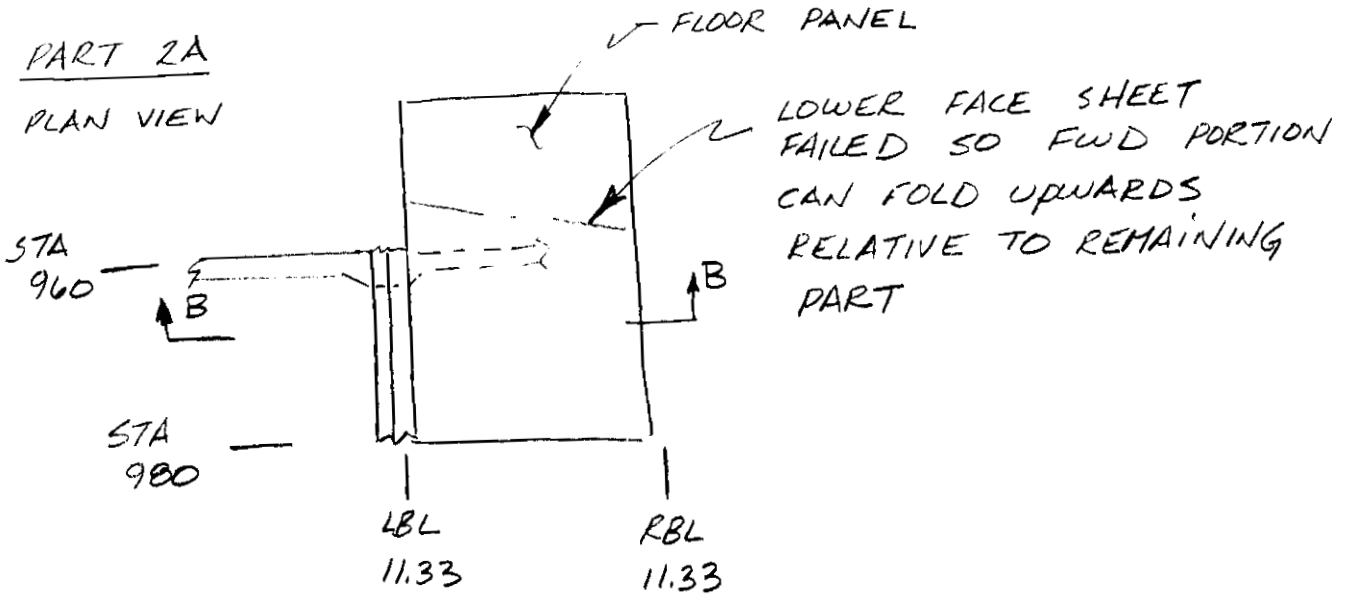 PART 2A
PLAN VIEW
FLOOR PANEL
LOWER FACE SHEET
FAILED SO FWD PORTION
CAN FOLD UPWARDS
RELATIVE TO REMAINING
PART
STA
960
B
B
STA
980
LBL
11.33
RBL
11.33